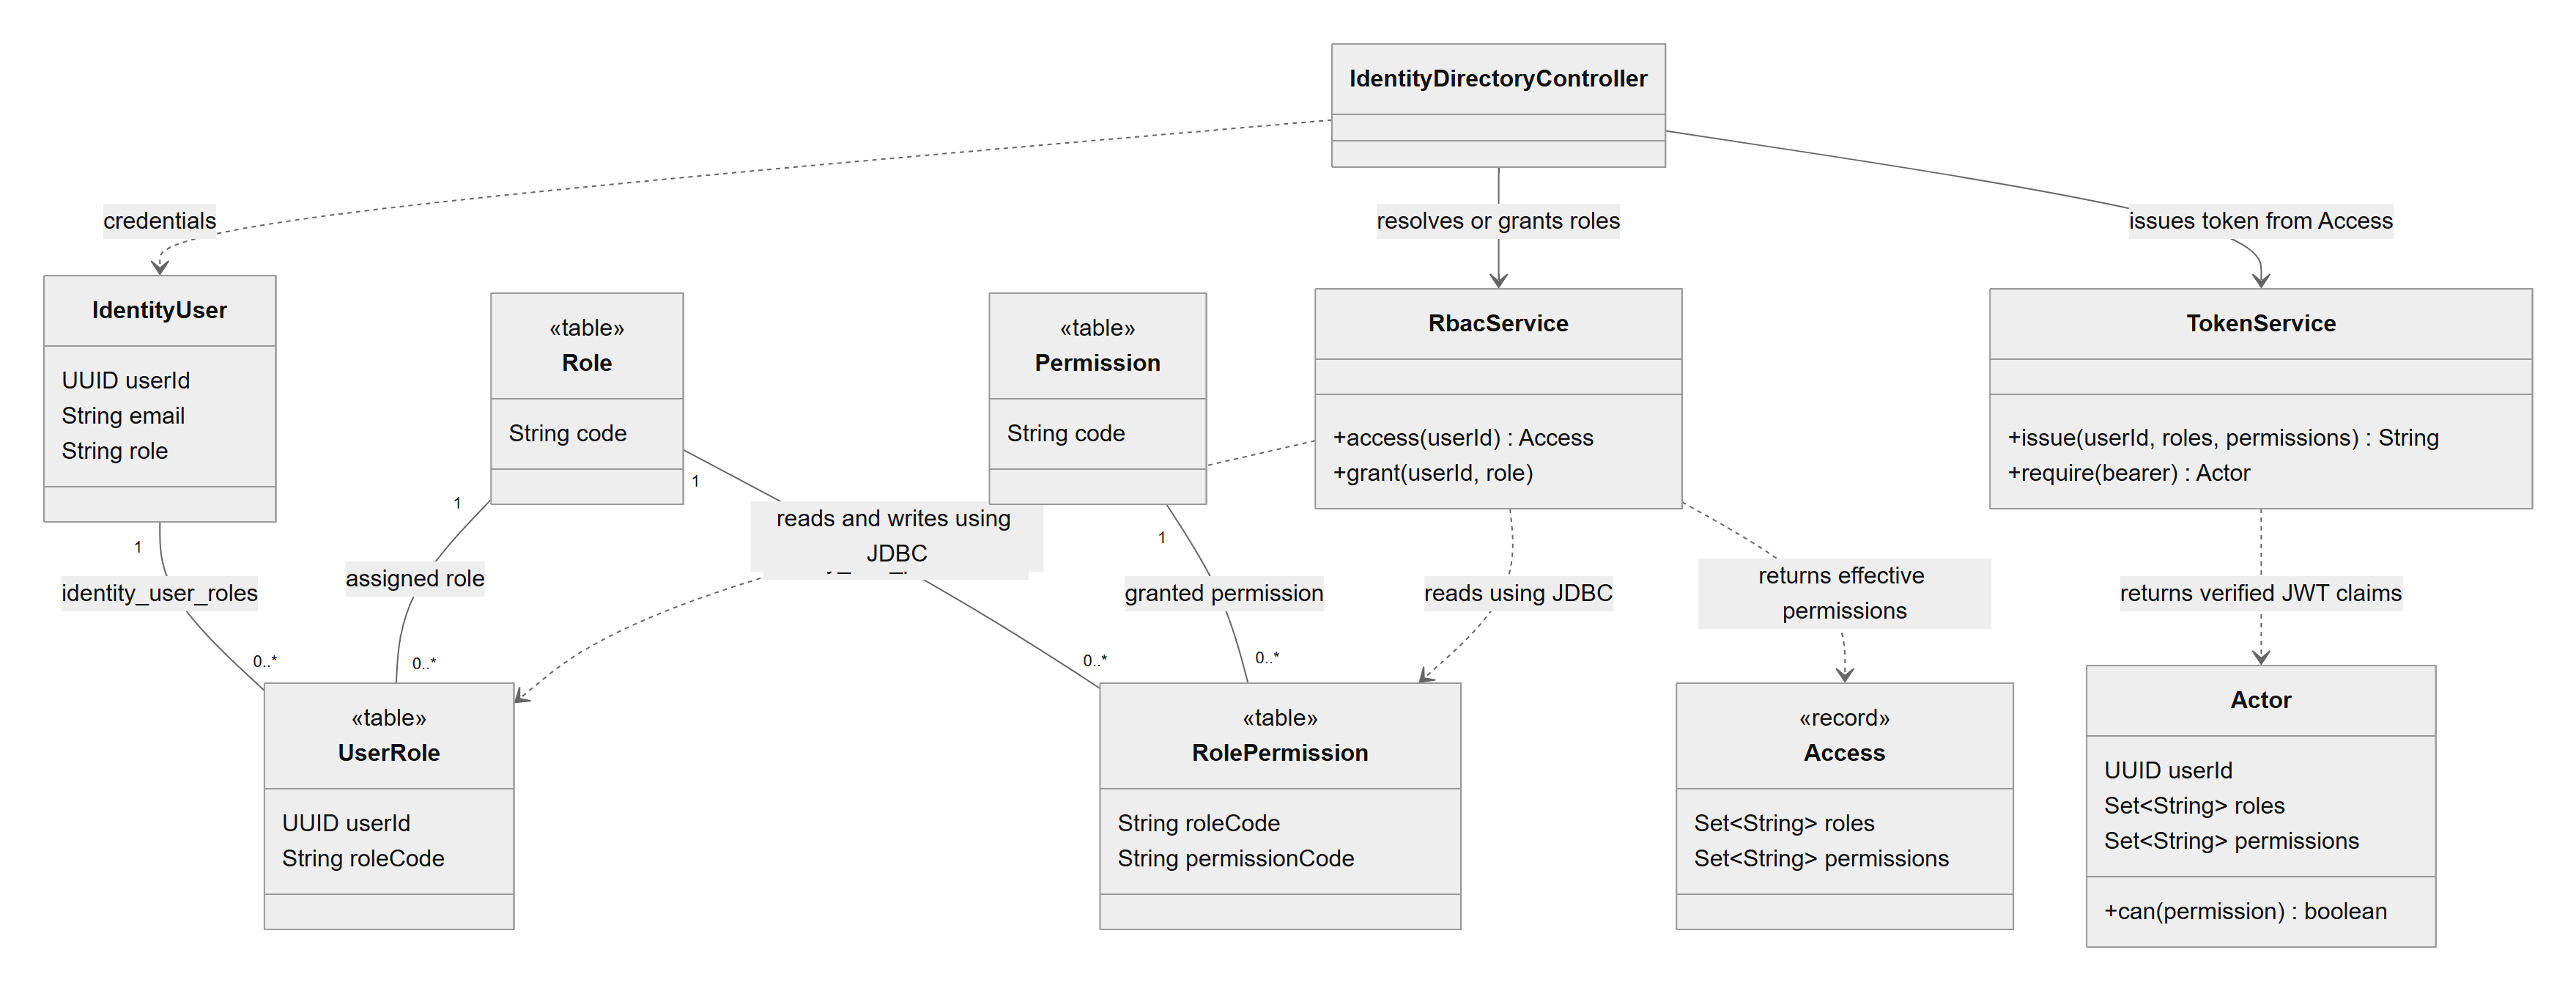 IdentityDirectoryController
credentials
resolves or grants roles
issues token from Access
IdentityUser
UUID userId
String email
String role
«table»
Role
String code
«table»
Permission
String code
RbacService
+access(userId) : Access
+grant(userId, role)
TokenService
+issue(userId, roles, permissions) : String
+require(bearer) : Actor
1
identity_user_roles
0..*
1
assigned role
0..*
1
reads and writes using
JDBC
0..*
1
granted permission
0..*
reads using JDBC
returns effective
permissions
returns verified JWT claims
«table»
UserRole
UUID userId
String roleCode
«table»
RolePermission
String roleCode
String permissionCode
«record»
Access
Set<String> roles
Set<String> permissions
Actor
UUID userId
Set<String> roles
Set<String> permissions
+can(permission) : boolean